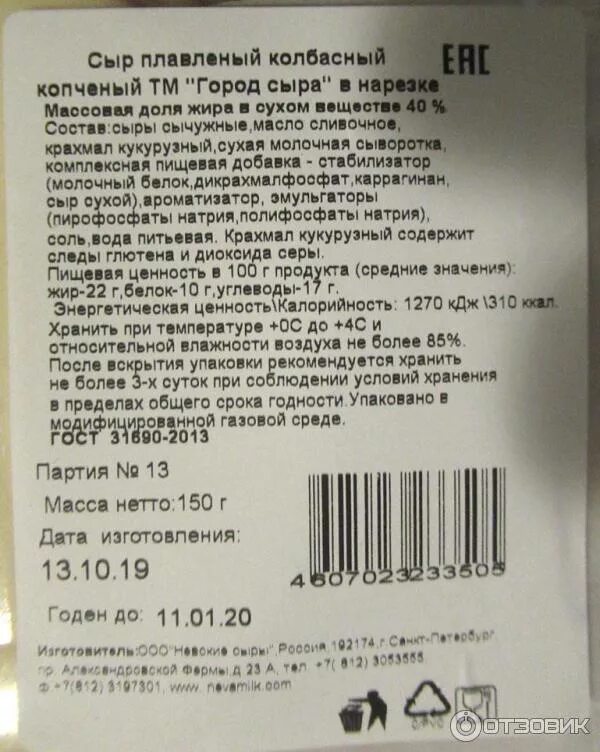 Сыр плавленый колбасный
копченый ТМ "Город сыра" в нарезке
EAC
Массовая доля жира в сухом веществе 40 %
Состав:сыры сычужные,масло сливочное,
крахмал кукурузный,сухая молочная сыворотка,
комплексная пищевая добавка - стабилизатор
(молочный белок,дикрахмалфосфат,каррагинан,
сыр сухой),ароматизатор, эмульгаторы
(пирофосфаты натрия,полифосфаты натрия),
соль,вода питьевая. Крахмал кукурузный содержит
следы глютена и диоксида серы.
Пищевая ценность в 100 г продукта (средние значения):
жир-22 г,белок-10 г,углеводы-17 г.
Энергетическая ценность\Калорийность: 1270 кДж \310 ккал.
Хранить при температуре +0С до +4С и
относительной влажности воздуха не более 85%.
После вскрытия упаковки рекомендуется хранить
не более 3-х суток при соблюдении условий хранения
в пределах общего срока годности.Упаковано в
модифицированной газовой среде.
ГОСТ 31690-2013
Партия № 13
Масса нетто:150 г
Дата изготовления:
13.10.19
4607023233505
Годен до: 11.01.20
Изготовитель:ООО"Невские сыры",Россия,192174,г.Санкт-Петербург,
пр. Александровской Фермы,д 23 А, тел. +7( 812) 3053555,
Ф.+7(812) 3197301, www. nevamilk.com
C/PVC
ОТЗОВИК